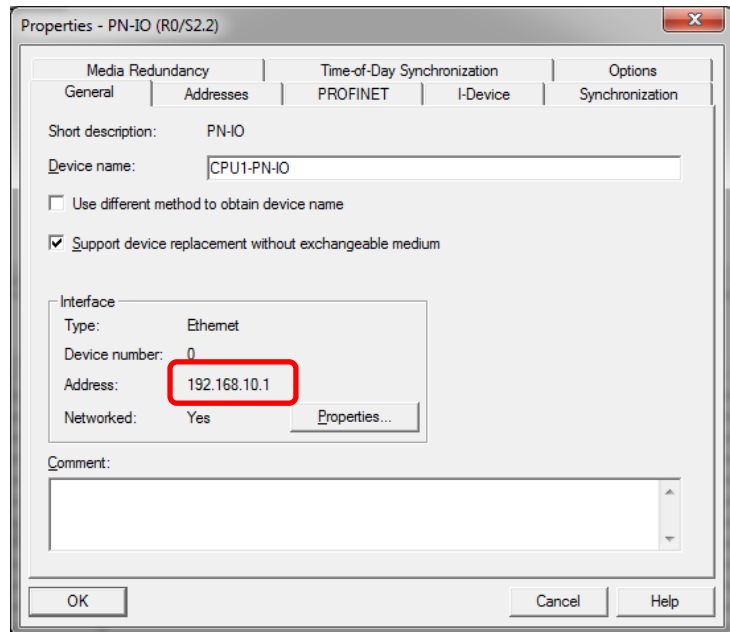 Properties - PN-IO (R0/S2.2)
Media Redundancy Time-of-Day Synchronization Options
General Addresses PROFINET I-Device Synchronization
Short description: PN-IO
Device name: CPU1-PN-IO
Use different method to obtain device name
Support device replacement without exchangeable medium
Interface
Type: Ethernet
Device number: 0
Address: 192.168.10.1
Networked: Yes Properties...
Comment:
OK Cancel Help